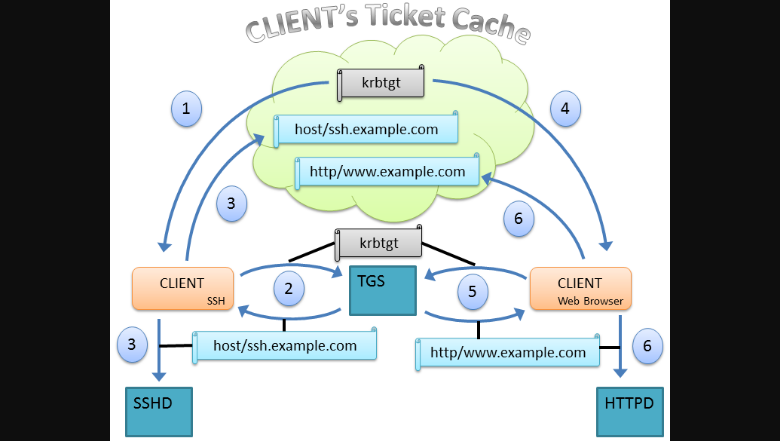 CLIENT's Ticket Cache
krbtgt
1
4
host/ssh.example.com
http/www.example.com
3
6
krbtgt
CLIENT
SSH
2
TGS
5
CLIENT
Web Browser
3
host/ssh.example.com
http/www.example.com
6
SSHD
HTTPD